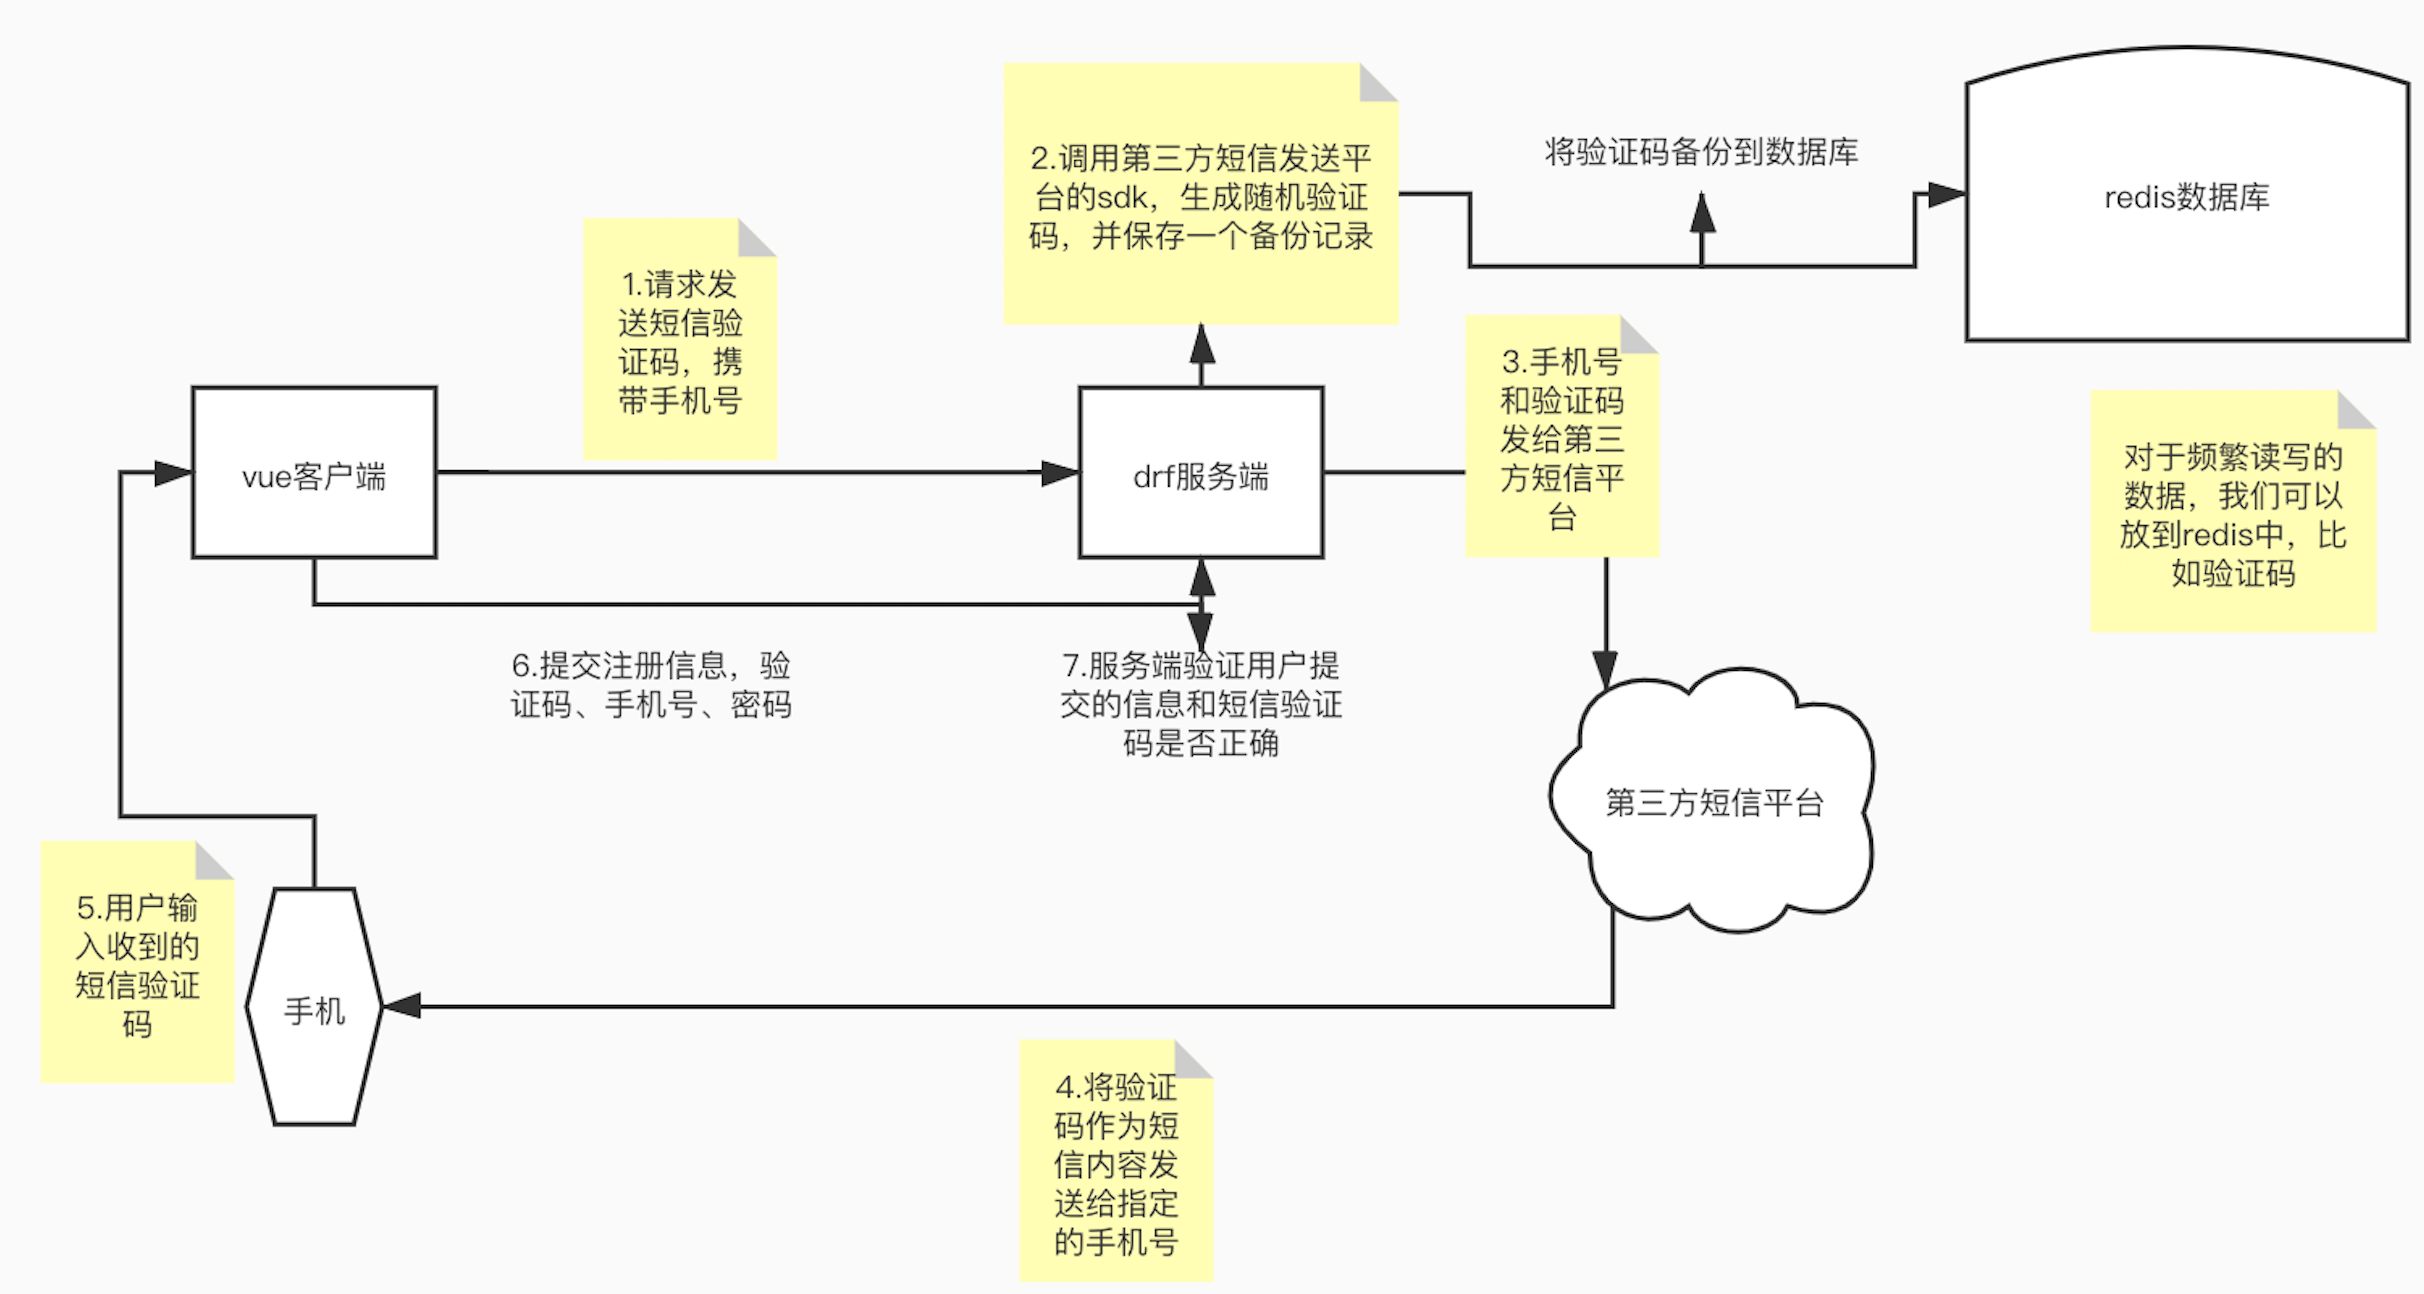 2.调用第三方短信发送平
台的sdk，生成随机验证
码，并保存一个备份记录
将验证码备份到数据库
redis数据库
1.请求发
送短信验
证码，携
带手机号
3.手机号
和验证码
发给第三
方短信平
台
vue客户端
drf服务端
对于频繁读写的
数据，我们可以
放到redis中，比
如验证码
6.提交注册信息，验
证码、手机号、密码
7.服务端验证用户提
交的信息和短信验证
码是否正确
第三方短信平台
5.用户输
入收到的
短信验证
码
手机
4.将验证
码作为短
信内容发
送给指定
的手机号